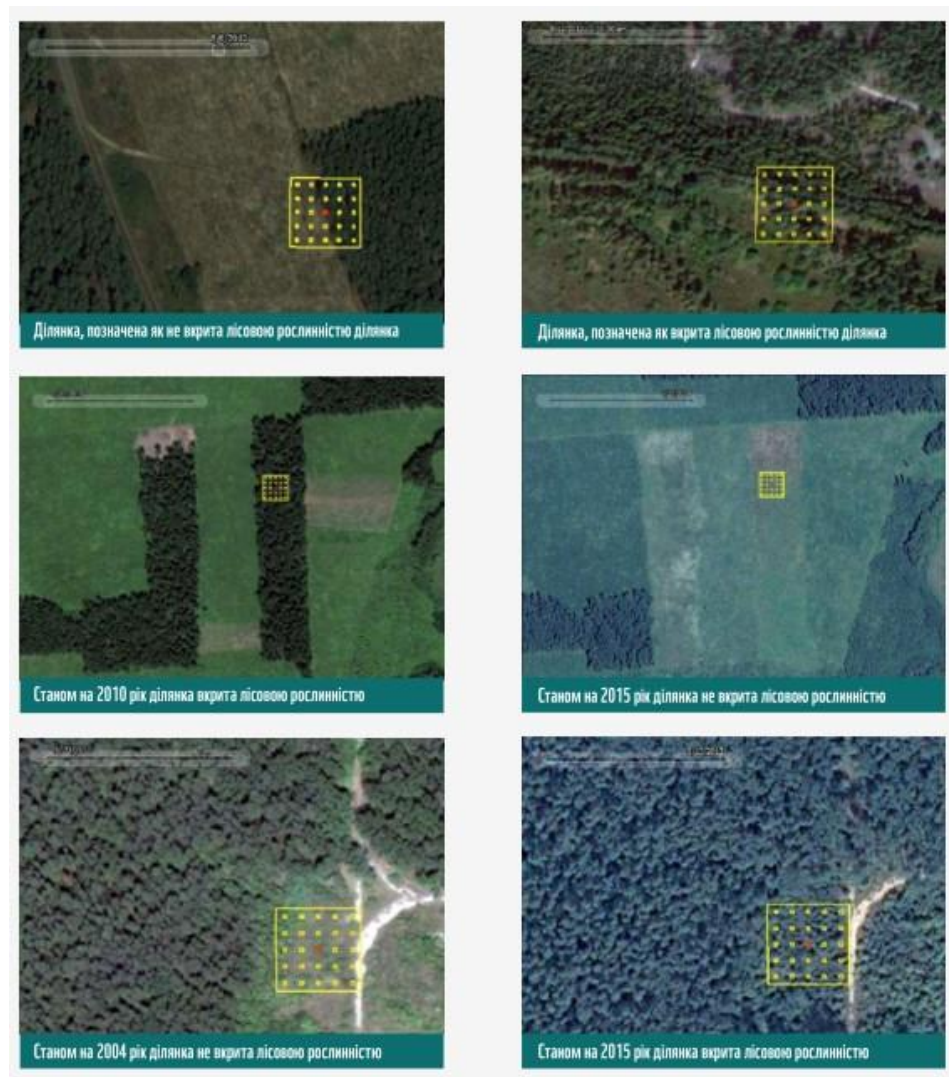 Ділянка, позначена як не вкрита лісовою рослинністю ділянка
Ділянка, позначена як вкрита лісовою рослинністю ділянка
Станом на 2010 рік ділянка вкрита лісовою рослинністю
Станом на 2015 рік ділянка не вкрита лісовою рослинністю
Станом на 2004 рік ділянка не вкрита лісовою рослинністю
Станом на 2015 рік ділянка вкрита лісовою рослинністю